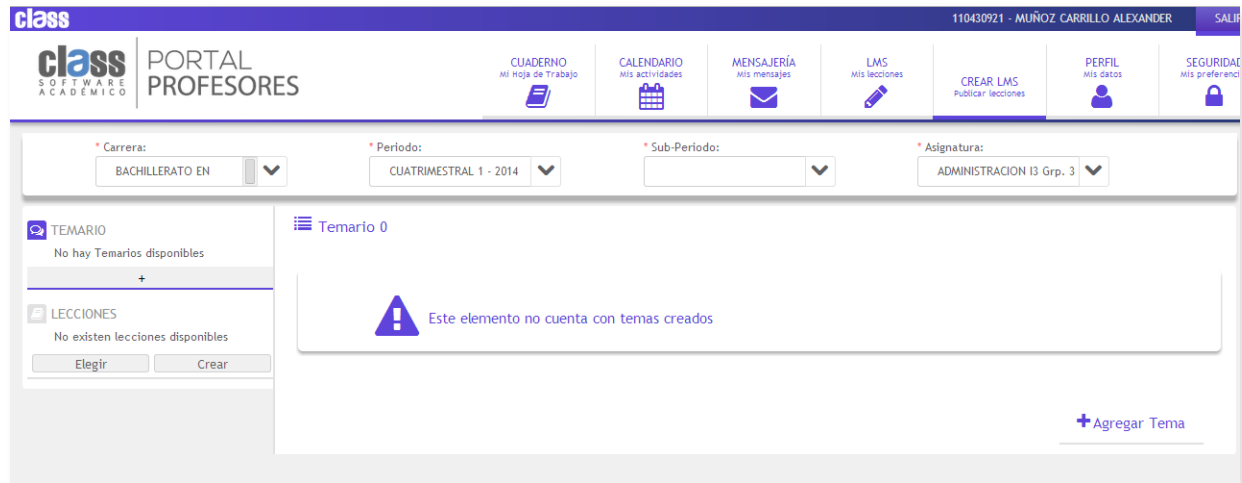 class
110430921 - MUÑOZ CARRILLO ALEXANDER
SALIR
class
SOFTWARE
ACADÉMICO
PORTAL
PROFESORES
CUADERNO
Mi Hoja de Trabajo
CALENDARIO
Mis actividades
MENSAJERÍA
Mis mensajes
LMS
Mis lecciones
CREAR LMS
Publicar lecciones
PERFIL
Mis datos
SEGURIDAD
Mis preferenci
* Carrera:
BACHILLERATO EN
* Periodo:
CUATRIMESTRAL 1 - 2014
* Sub-Periodo:
* Asignatura:
ADMINISTRACION I3 Grp. 3
TEMARIO
No hay Temarios disponibles
+
LECCIONES
No existen lecciones disponibles
Elegir
Crear
Temario 0
Este elemento no cuenta con temas creados
+ Agregar Tema